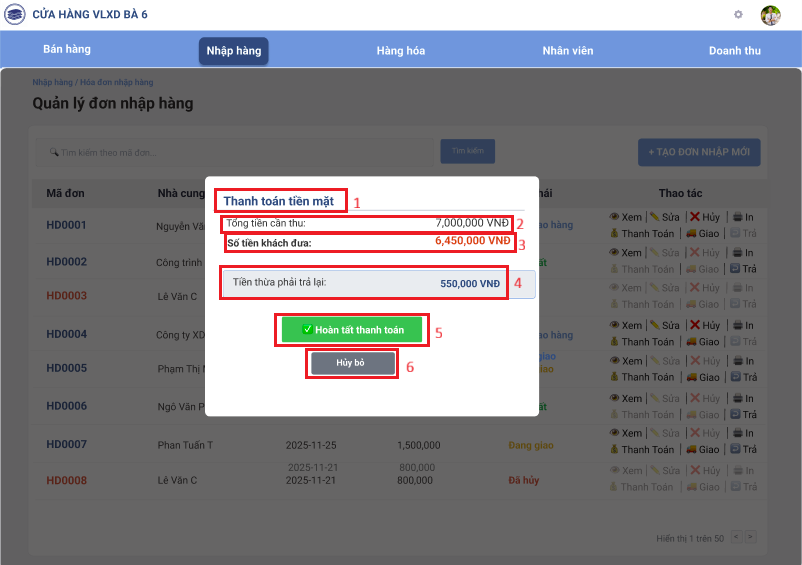 CỬA HÀNG VLXD BÀ 6
Bán hàng
Nhập hàng
Hàng hóa
Nhân viên
Doanh thu
Nhập hàng / Hóa đơn nhập hàng
Quản lý đơn nhập hàng
Tìm kiếm theo mã đơn...
Tìm kiếm
+ TẠO ĐƠN NHẬP MỚI
Mã đơn Nhà cung ái Thao tác
HD0001 Nguyễn Vă ao hàng Xem | Sửa | Hủy | In
Thanh Toán | Giao | Trả
HD0002 Công trình ất Xem | Sửa | Hủy | In
Thanh Toán | Giao | Trả
HD0003 Lê Văn C Xem | Sửa | Hủy | In
Thanh Toán | Giao | Trả
HD0004 Công ty XD ao hàng Xem | Sửa | Hủy | In
Thanh Toán | Giao | Trả
HD0005 Phạm Thị giao Xem | Sửa | Hủy | In
ao Thanh Toán | Giao | Trả
HD0006 Ngô Văn P ất Xem | Sửa | Hủy | In
Thanh Toán | Giao | Trả
HD0007 Phan Tuấn T 2025-11-25 1,500,000 Đang giao Xem | Sửa | Hủy | In
Thanh Toán | Giao | Trả
2025-11-21 800,000
HD0008 Lê Văn C 2025-11-21 800,000 Đã hủy Xem | Sửa | Hủy | In
Thanh Toán | Giao | Trả
Hiển thị 1 trên 50 < >
Thanh toán tiền mặt 1
Tổng tiền cần thu: 7,000,000 VNĐ 2
Số tiền khách đưa: 6,450,000 VNĐ 3
Tiền thừa phải trả lại: 550,000 VNĐ 4
Hoàn tất thanh toán 5
Hủy bỏ 6